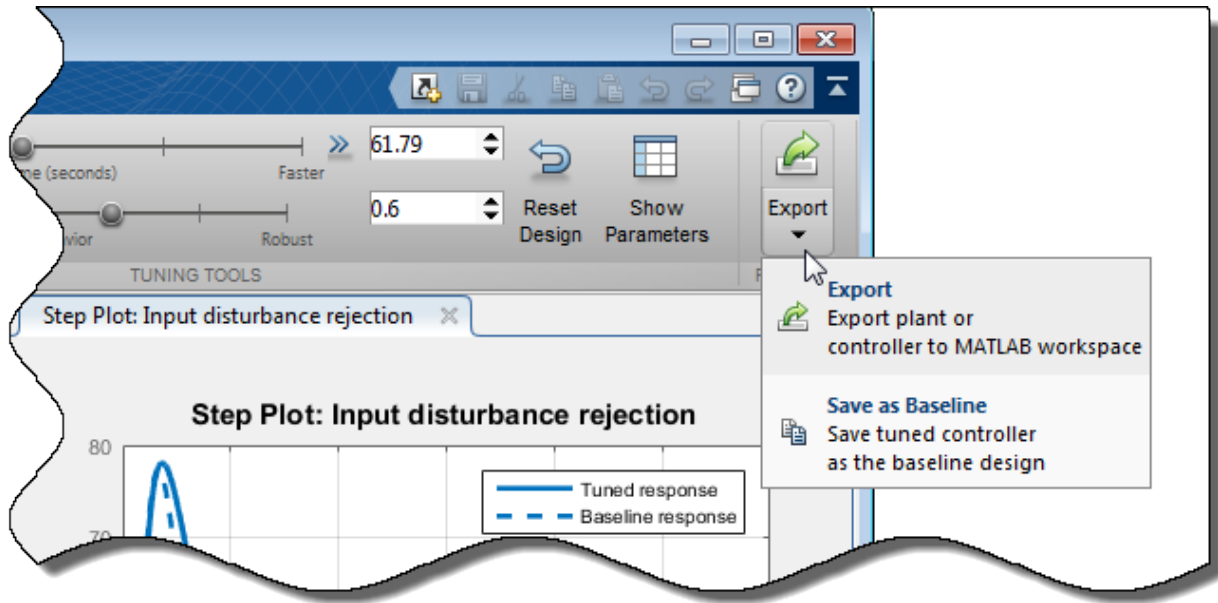 61.79
me (seconds)
Faster
0.6
vior
Robust
Reset
Design
Show
Parameters
Export
TUNING TOOLS
Step Plot: Input disturbance rejection
Export
Export plant or
controller to MATLAB workspace
Save as Baseline
Save tuned controller
as the baseline design
Step Plot: Input disturbance rejection
80
70
Tuned response
Baseline response